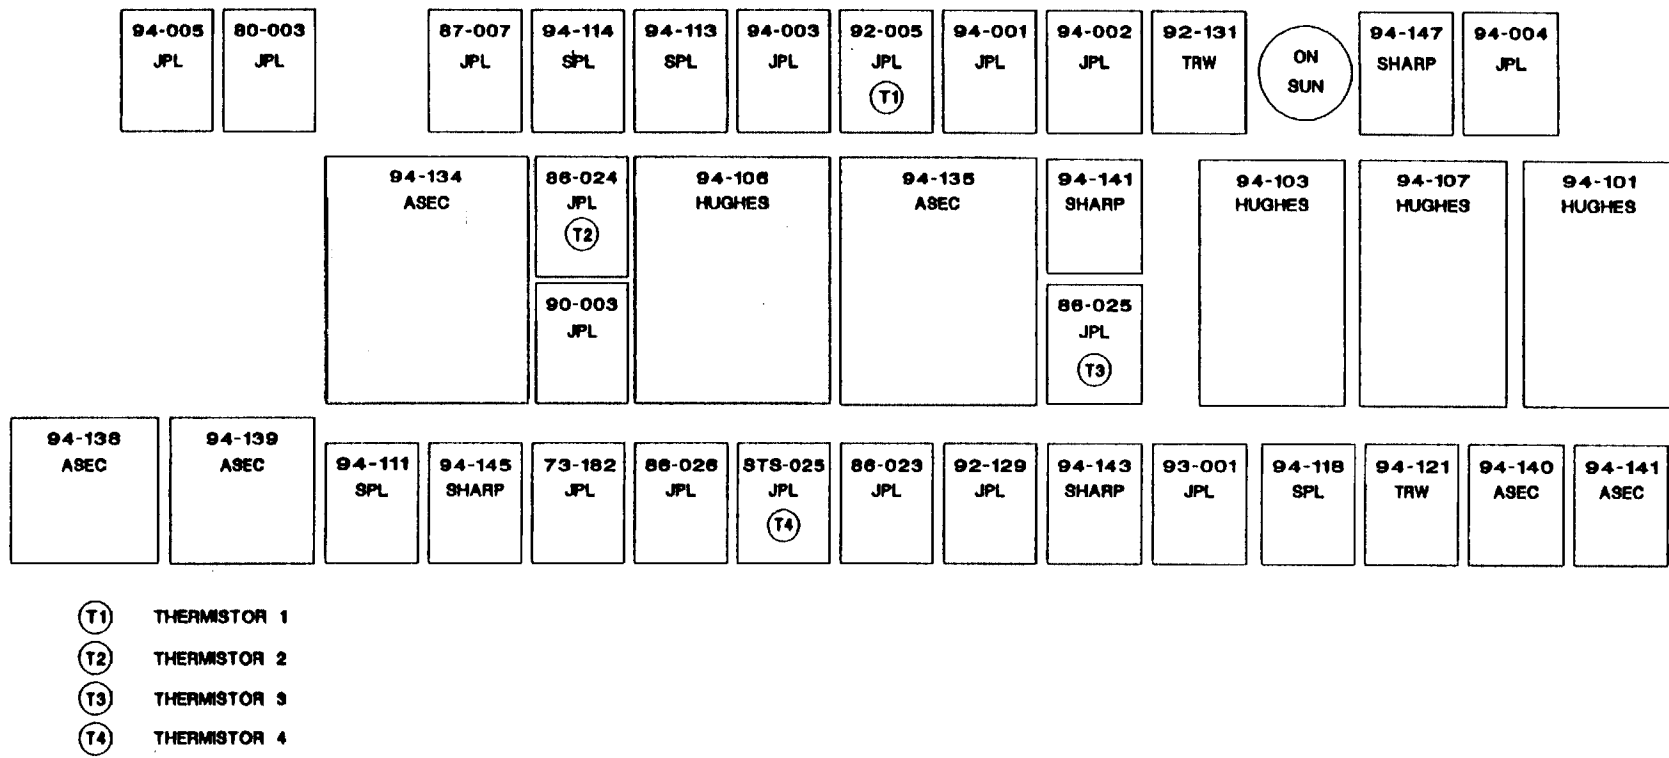 94-005
JPL
80-003
JPL
87-007
JPL
94-114
SPL
94-113
SPL
94-003
JPL
92-005
JPL
T1
94-001
JPL
94-002
JPL
92-131
TRW
ON
SUN
94-147
SHARP
94-004
JPL
94-134
ASEC
86-024
JPL
T2
90-003
JPL
94-106
HUGHES
94-135
ASEC
94-141
SHARP
86-025
JPL
T3
94-103
HUGHES
94-107
HUGHES
94-101
HUGHES
94-138
ASEC
94-139
ASEC
94-111
SPL
94-145
SHARP
73-182
JPL
86-026
JPL
STS-025
JPL
T4
86-023
JPL
92-129
JPL
94-143
SHARP
93-001
JPL
94-118
SPL
94-121
TRW
94-140
ASEC
94-141
ASEC
T1 THERMISTOR 1
T2 THERMISTOR 2
T3 THERMISTOR 3
T4 THERMISTOR 4